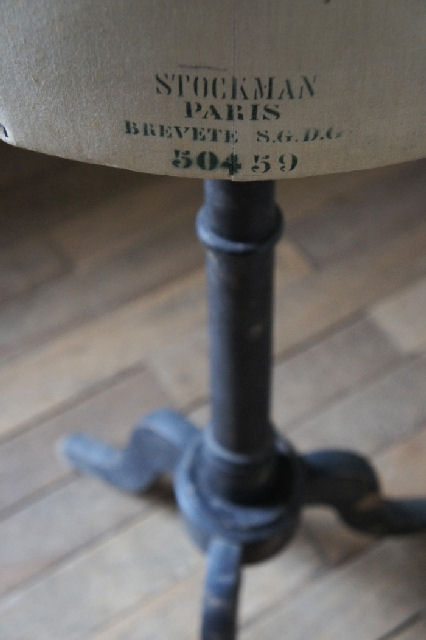 STOCKMAN
PARIS
BREVETE S.G.D.G
50459